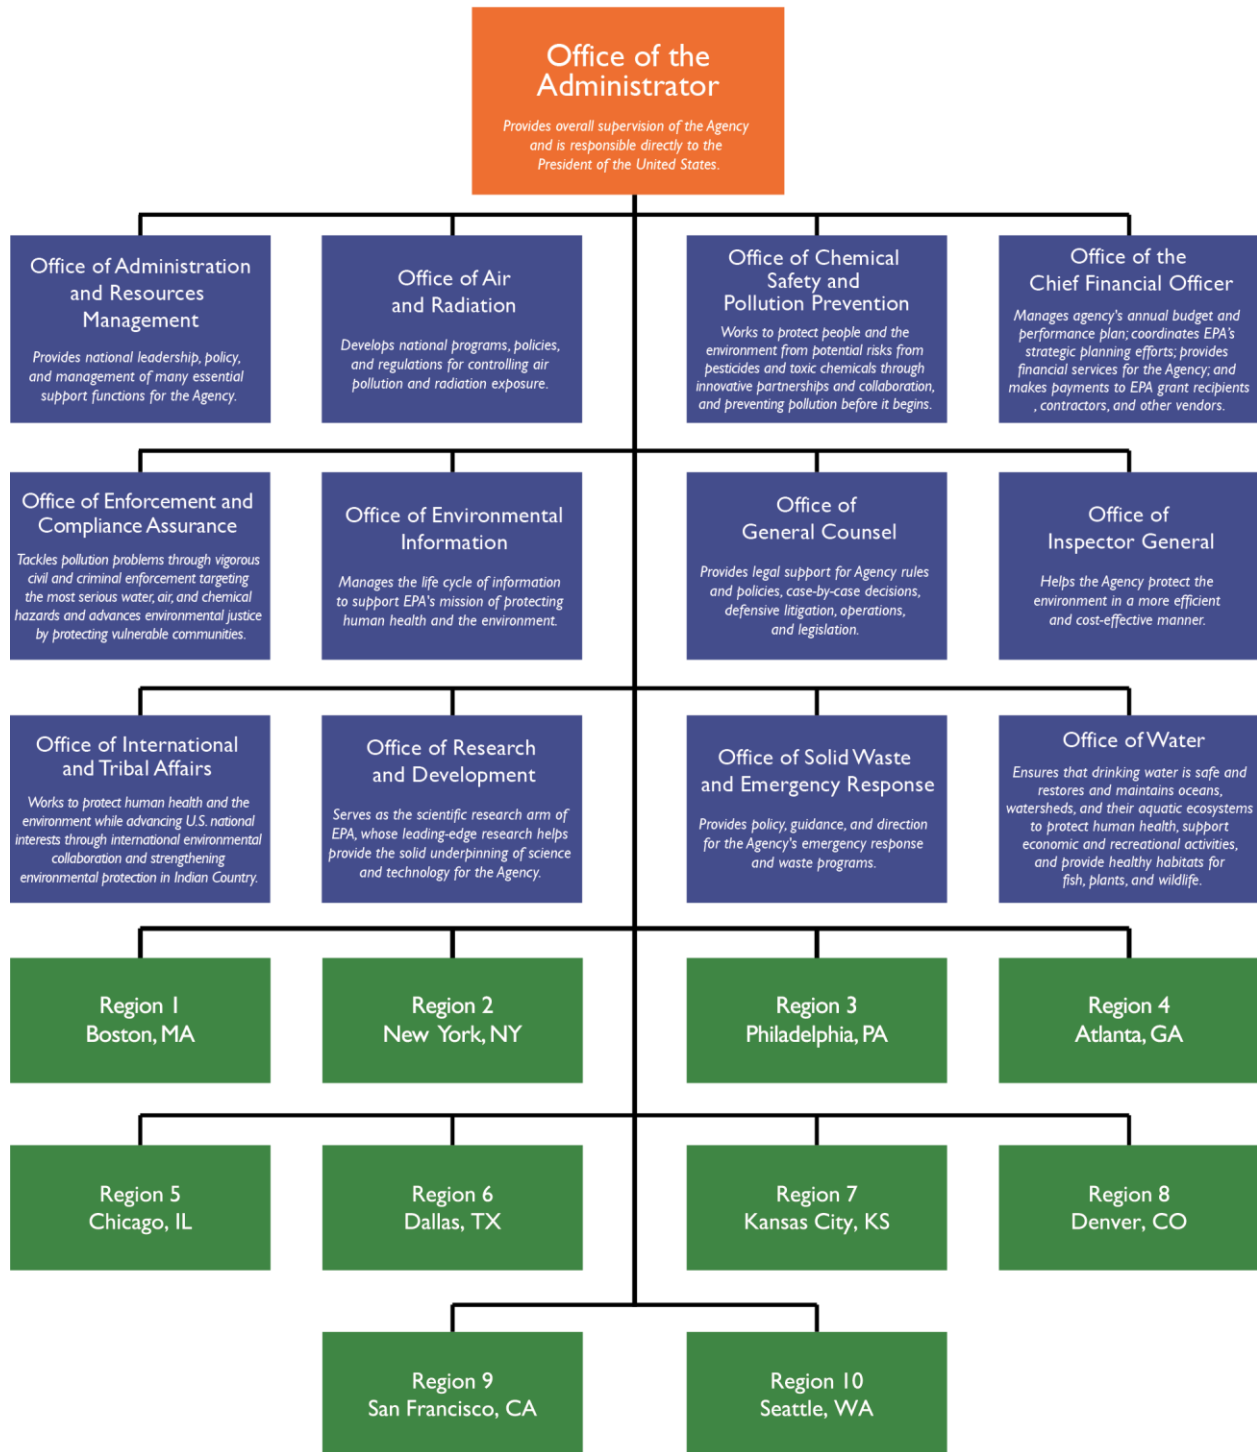 Office of the
Administrator
Provides overall supervision of the Agency
and is responsible directly to the
President of the United States.
Office of Administration
and Resources
Management
Provides national leadership, policy,
and management of many essential
support functions for the Agency.
Office of Air
and Radiation
Develops national programs, policies,
and regulations for controlling air
pollution and radiation exposure.
Office of Chemical
Safety and
Pollution Prevention
Works to protect people and the
environment from potential risks from
pesticides and toxic chemicals through
innovative partnerships and collaboration,
and preventing pollution before it begins.
Office of the
Chief Financial Officer
Manages agency's annual budget and
performance plan; coordinates EPA's
strategic planning efforts; provides
financial services for the Agency; and
makes payments to EPA grant recipients
, contractors, and other vendors.
Office of Enforcement and
Compliance Assurance
Tackles pollution problems through vigorous
civil and criminal enforcement targeting
the most serious water, air, and chemical
hazards and advances environmental justice
by protecting vulnerable communities.
Office of Environmental
Information
Manages the life cycle of information
to support EPA's mission of protecting
human health and the environment.
Office of
General Counsel
Provides legal support for Agency rules
and policies, case-by-case decisions,
defensive litigation, operations,
and legislation.
Office of
Inspector General
Helps the Agency protect the
environment in a more efficient
and cost-effective manner.
Office of International
and Tribal Affairs
Works to protect human health and the
environment while advancing U.S. national
interests through international environmental
collaboration and strengthening
environmental protection in Indian Country.
Office of Research
and Development
Serves as the scientific research arm of
EPA, whose leading-edge research helps
provide the solid underpinning of science
and technology for the Agency.
Office of Solid Waste
and Emergency Response
Provides policy, guidance, and direction
for the Agency's emergency response
and waste programs.
Office of Water
Ensures that drinking water is safe and
restores and maintains oceans,
watersheds, and their aquatic ecosystems
to protect human health, support
economic and recreational activities,
and provide healthy habitats for
fish, plants, and wildlife.
Region 1
Boston, MA
Region 2
New York, NY
Region 3
Philadelphia, PA
Region 4
Atlanta, GA
Region 5
Chicago, IL
Region 6
Dallas, TX
Region 7
Kansas City, KS
Region 8
Denver, CO
Region 9
San Francisco, CA
Region 10
Seattle, WA